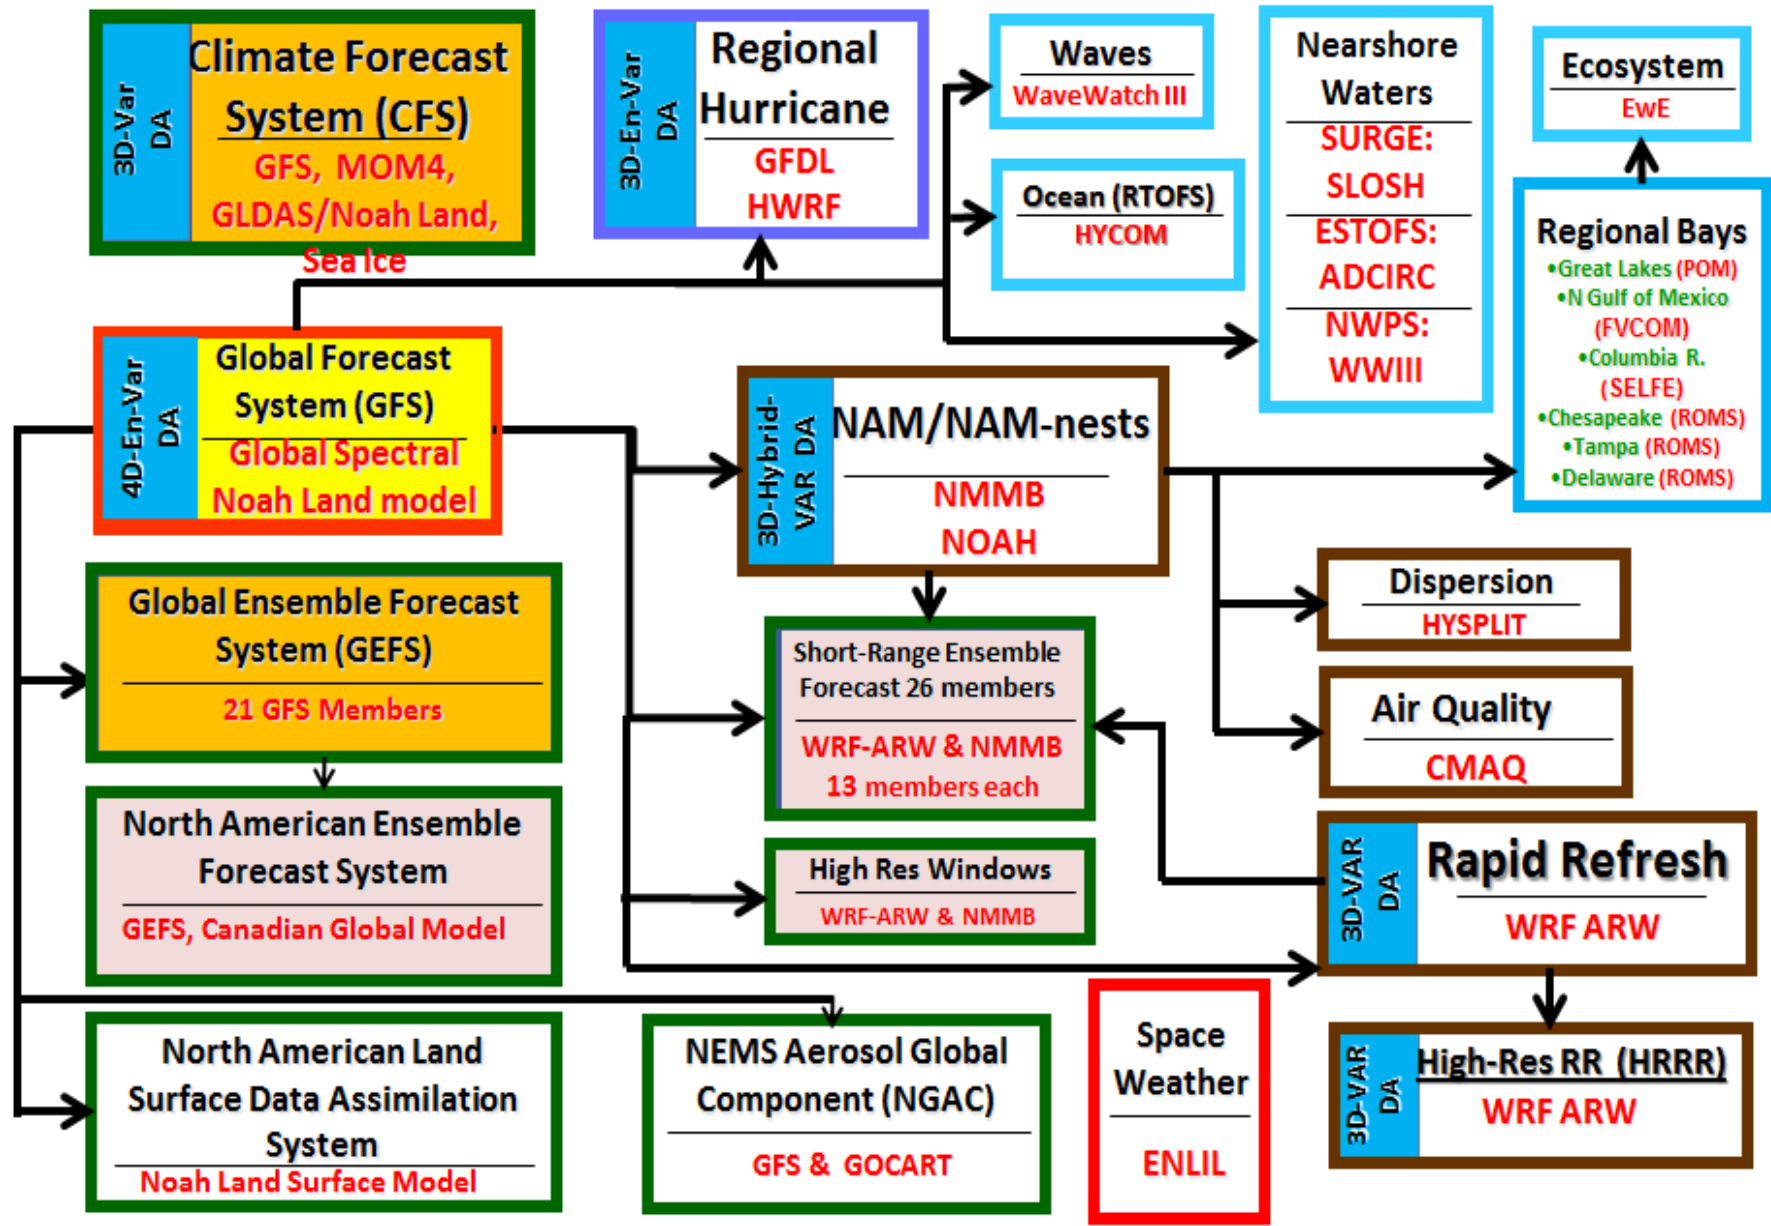 3D-Var
DA
Climate Forecast
System (CFS)
GFS, MOM4,
GLDAS/Noah Land,
Sea Ice
3D-En-Var
DA
Regional
Hurricane
GFDL
HWRF
Waves
WaveWatch III
Ocean (RTOFS)
HYCOM
Nearshore
Waters
SURGE:
SLOSH
ESTOFS:
ADCIRC
NWPS:
WWIII
Ecosystem
EwE
Regional Bays
•Great Lakes (POM)
•N Gulf of Mexico
(FVCOM)
•Columbia R.
(SELFE)
•Chesapeake (ROMS)
•Tampa (ROMS)
•Delaware (ROMS)
4D-En-Var
DA
Global Forecast
System (GFS)
Global Spectral
Noah Land model
3D-Hybrid-
VAR DA
NAM/NAM-nests
NMMB
NOAH
Global Ensemble Forecast
System (GEFS)
21 GFS Members
Short-Range Ensemble
Forecast 26 members
WRF-ARW & NMMB
13 members each
Dispersion
HYSPLIT
Air Quality
CMAQ
North American Ensemble
Forecast System
GEFS, Canadian Global Model
High Res Windows
WRF-ARW & NMMB
3D-VAR
DA
Rapid Refresh
WRF ARW
North American Land
Surface Data Assimilation
System
Noah Land Surface Model
NEMS Aerosol Global
Component (NGAC)
GFS & GOCART
Space
Weather
ENLIL
3D-VAR
DA
High-Res RR (HRRR)
WRF ARW